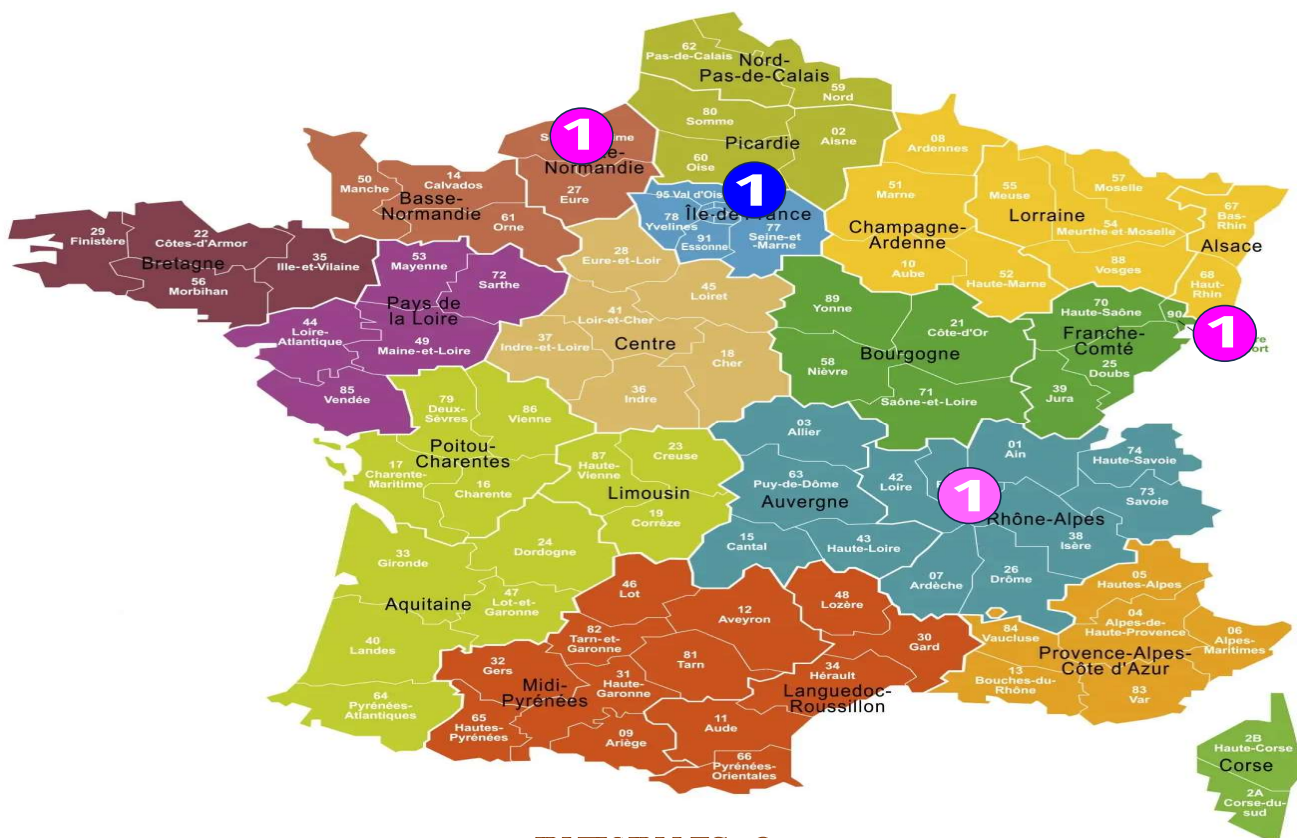 62
Pas-de-Calais
Nord-
Pas-de-Calais
59
Nord
80
Somme
02
Aisne
Picardie
60
Oise
1
Normandie
27
Eure
50
Manche
14
Calvados
Basse-
Normandie
61
Orne
08
Ardennes
51
Marne
Champagne-
Ardenne
10
Aube
52
Haute-Marne
55
Meuse
57
Moselle
Lorraine
54
Meurthe-et-Moselle
88
Vosges
67
Bas-
Rhin
Alsace
68
Haut-
Rhin
1
95 Val d'Ois
Île-de-France
78
Yvelines
91
Essonne
77
Seine-et
-Marne
29
Finistère
22
Côtes-d'Armor
35
Ille-et-Vilaine
Bretagne
56
Morbihan
53
Mayenne
72
Sarthe
Pays de
la Loire
44
Loire-
Atlantique
49
Maine-et-Loire
85
Vendée
28
Eure-et-Loir
45
Loiret
41
Loir-et-Cher
37
Indre-et-Loire
Centre
18
Cher
36
Indre
89
Yonne
21
Côte-d'Or
Bourgogne
58
Nièvre
71
Saône-et-Loire
70
Haute-Saône
90
1
Franche-
Comté
25
Doubs
39
Jura
79
Deux-
Sèvres
86
Vienne
Poitou-
Charentes
17
Charente-
Maritime
16
Charente
23
Creuse
87
Haute-
Vienne
Limousin
19
Corrèze
03
Allier
63
Puy-de-Dôme
Auvergne
15
Cantal
43
Haute-Loire
01
Ain
74
Haute-Savoie
42
Loire
1
73
Savoie
Rhône-Alpes
38
Isère
07
Ardèche
26
Drôme
33
Gironde
24
Dordogne
47
Lot-et-
Garonne
Aquitaine
40
Landes
64
Pyrénées-
Atlantiques
46
Lot
12
Aveyron
82
Tarn-et-
Garonne
32
Gers
81
Tarn
31
Haute-
Garonne
Midi-
Pyrénées
65
Hautes-
Pyrénées
09
Ariège
48
Lozère
30
Gard
34
Hérault
Languedoc-
Roussillon
11
Aude
66
Pyrénées-
Orientales
05
Hautes-Alpes
04
Alpes-de-
Haute-Provence
06
Alpes-
Maritimes
84
Vaucluse
Provence-Alpes-
Côte d'Azur
13
Bouches-du-
Rhône
83
Var
2B
Haute-Corse
Corse
2A
Corse-du-
sud